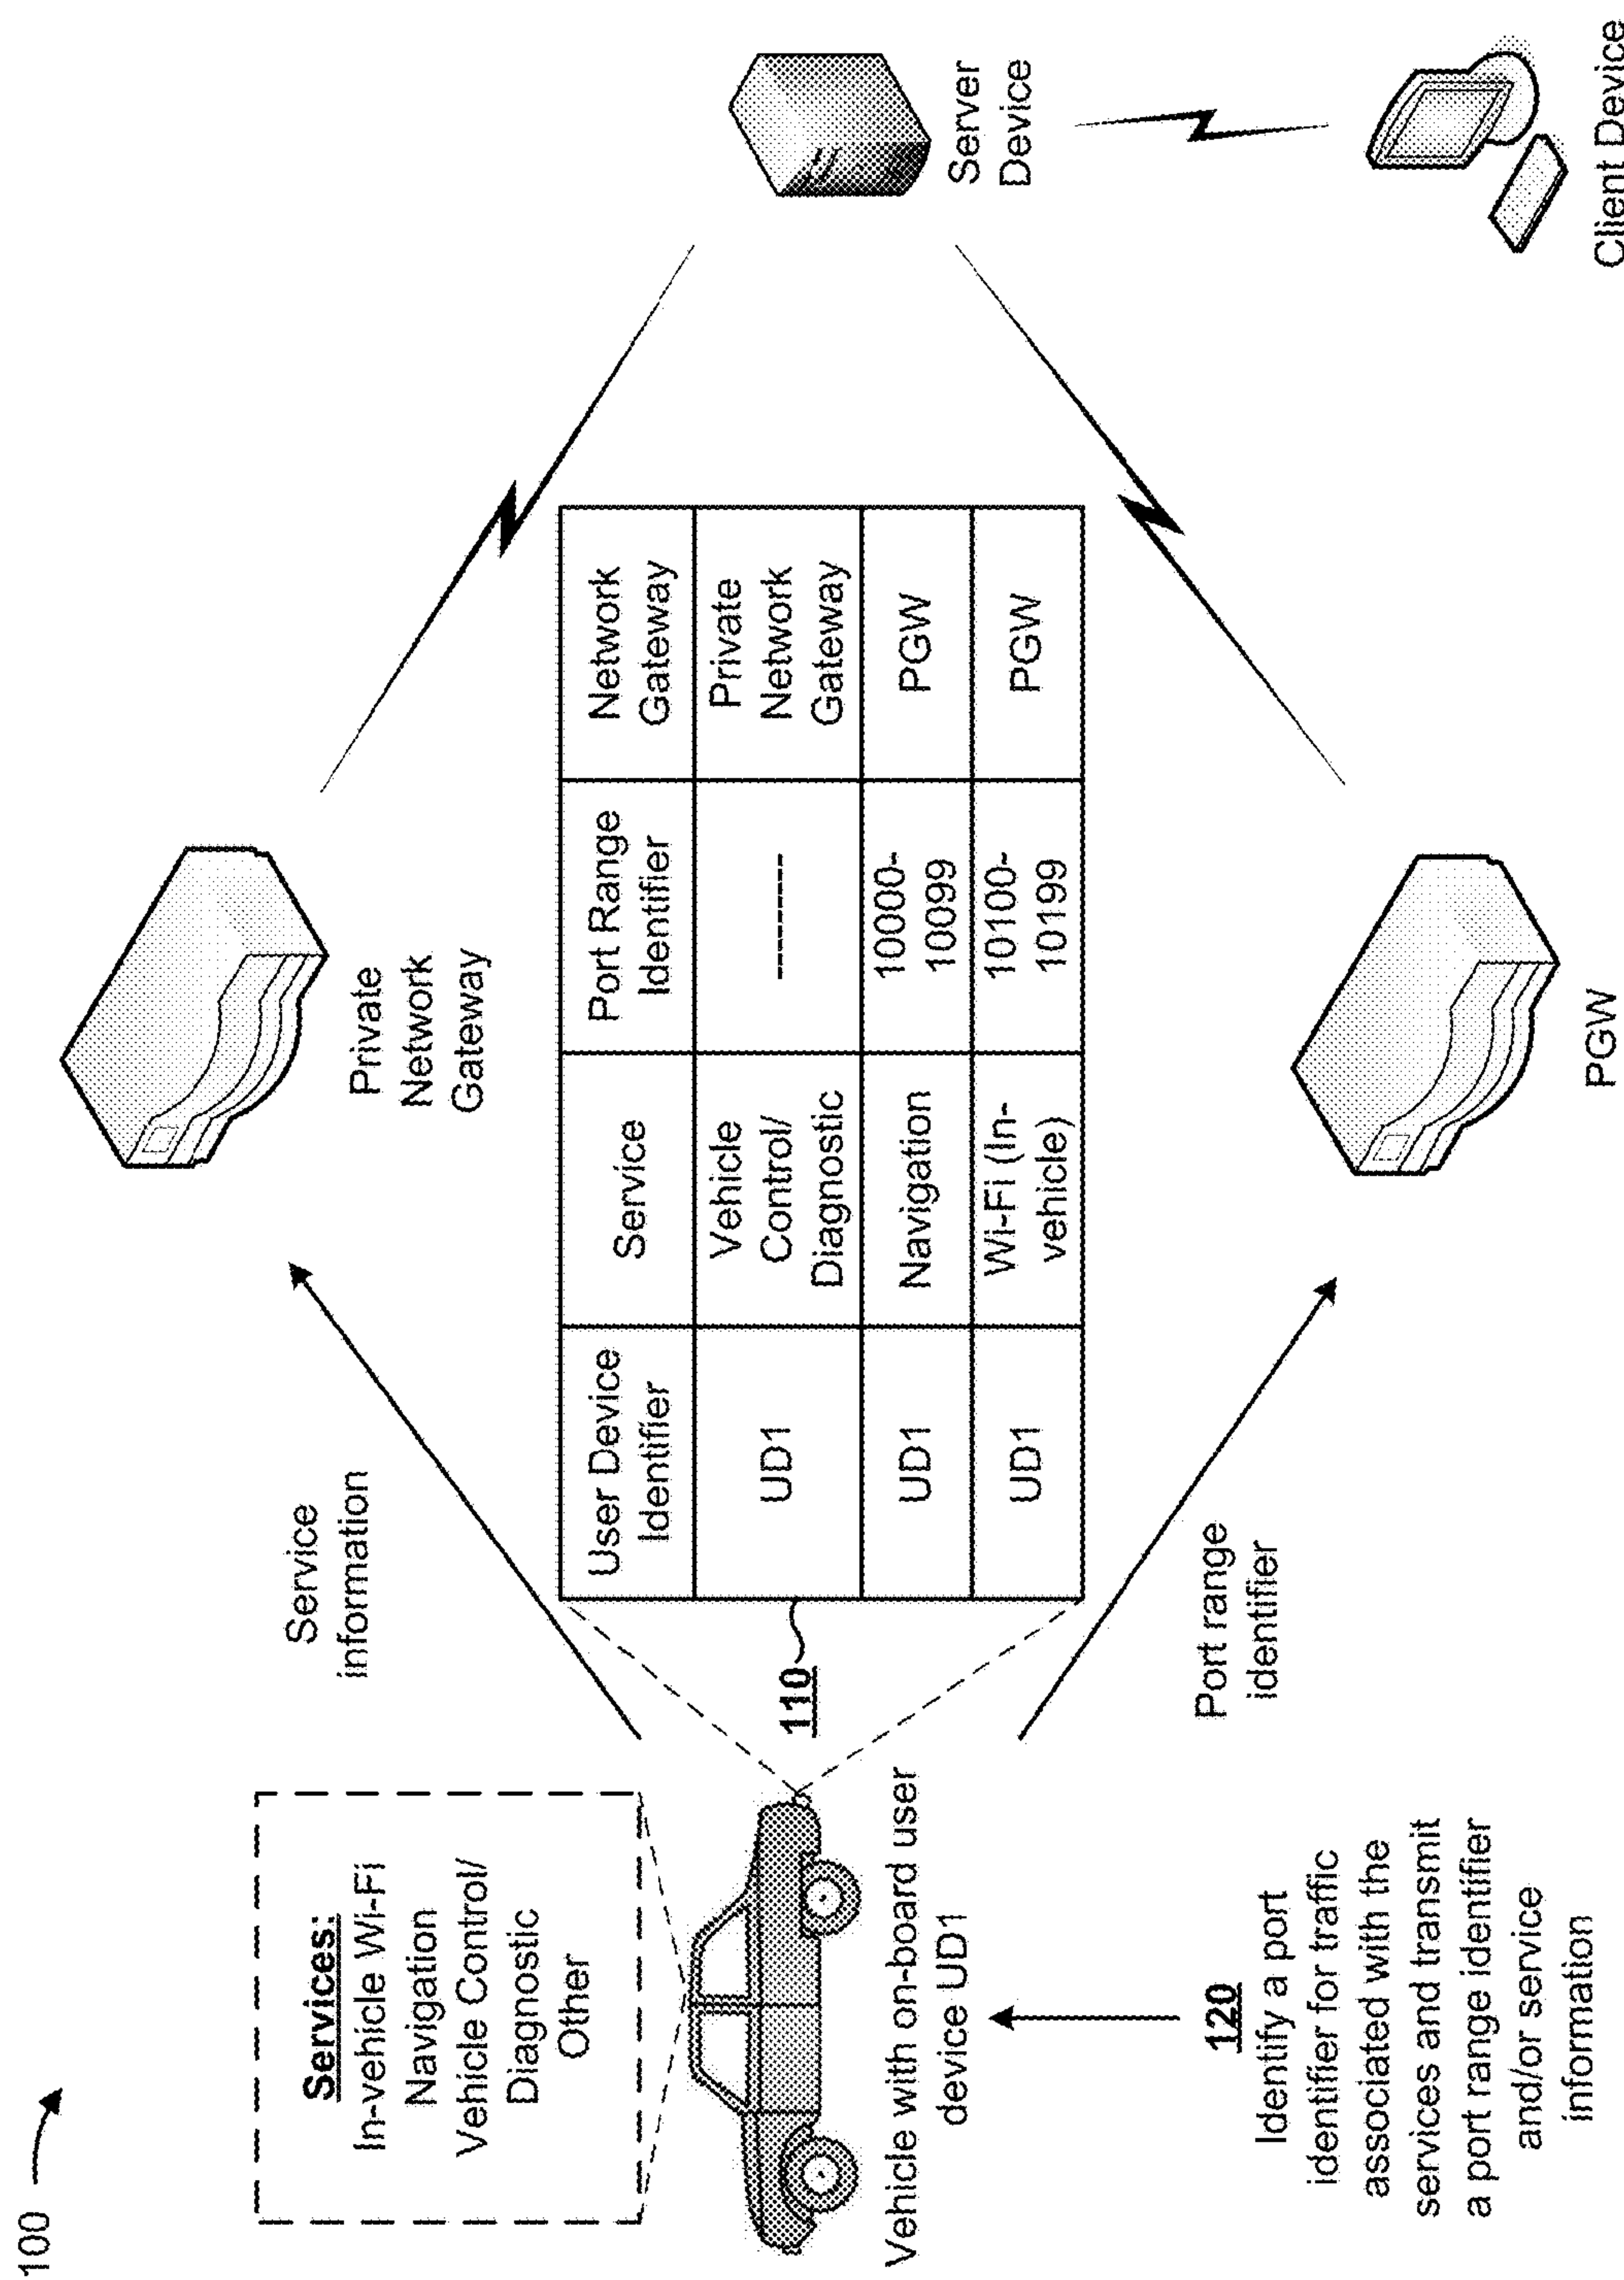 100
Services:
In-vehicle Wi-Fi
Navigation
Vehicle Control/
Diagnostic
Other
Vehicle with on-board user
device UD1
120
Identify a port
identifier for traffic
associated with the
services and transmit
a port range identifier
and/or service
information
Service
information
110
Port range
identifier
Private
Network
Gateway
User Device
Identifier
Service
Port Range
Identifier
Network
Gateway
UD1
Vehicle
Control/
Diagnostic
--------
Private
Network
Gateway
UD1
Navigation
10000-
10099
PGW
UD1
Wi-Fi (In-
vehicle)
10100-
10199
PGW
PGW
Server
Device
Client Device